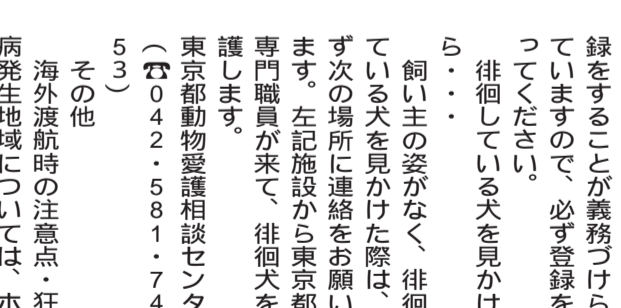 録をすることが義務づけら
ていますので、必ず登録を
ってください。
徘徊している犬を見かけ
ら・・・
飼い主の姿がなく、徘徊
ている犬を見かけた際は、
ず次の場所に連絡をお願い
ます。左記施設から東京都
専門職員が来て、徘徊犬を
護します。
東京都動物愛護相談センタ
（☎042・581・74
53）
その他
海外渡航時の注意点・狂
病発生地域については、ホ